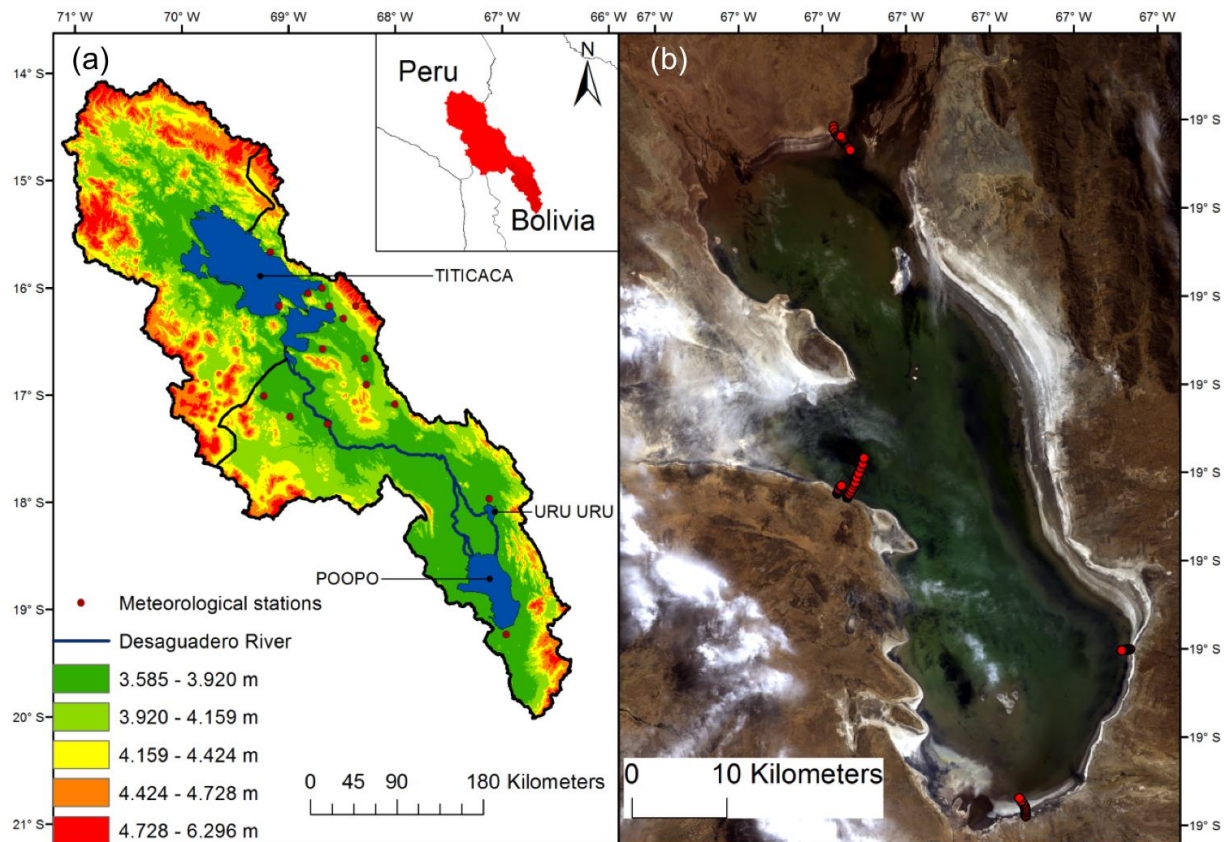 71° W 70° W 69° W 68° W 67° W 66° W
67° W 67° W 67° W 67° W 67° W 67° W 67° W
(a)
Peru
Bolivia
N
(b)
14° S
15° S
16° S
17° S
18° S
19° S
20° S
21° S
TITICACA
URU URU
POOPO
Meteorological stations
Desaguadero River
3.585 - 3.920 m
3.920 - 4.159 m
4.159 - 4.424 m
4.424 - 4.728 m
4.728 - 6.296 m
0 45 90 180 Kilometers
0 10 Kilometers
19° S
19° S
19° S
19° S
19° S
19° S
19° S
19° S
19° S